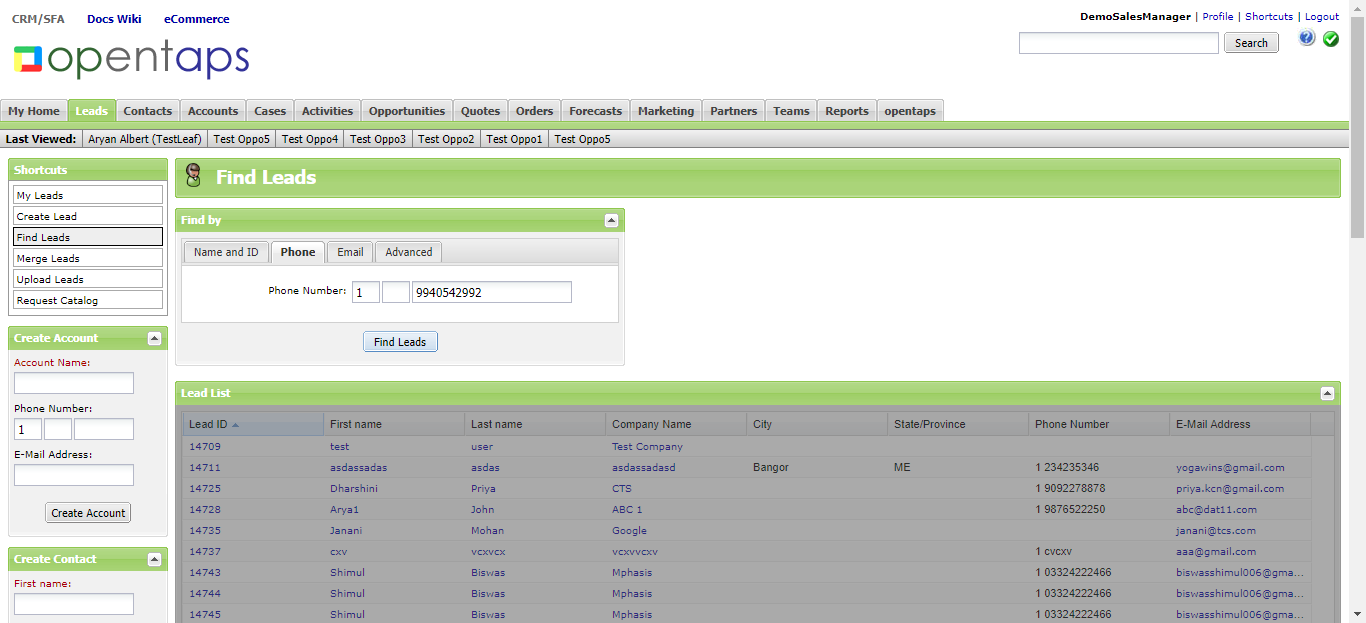 CRM/SFA Docs Wiki eCommerce
DemoSalesManager | Profile | Shortcuts | Logout
opentaps
Search
My Home Leads Contacts Accounts Cases Activities Opportunities Quotes Orders Forecasts Marketing Partners Teams Reports opentaps
Last Viewed: Aryan Albert (TestLeaf) Test Oppo5 Test Oppo4 Test Oppo3 Test Oppo2 Test Oppo1 Test Oppo5
Shortcuts
My Leads
Create Lead
Find Leads
Merge Leads
Upload Leads
Request Catalog
Create Account
Account Name:
Phone Number:
1
E-Mail Address:
Create Account
Create Contact
First name:
Find Leads
Find by
Name and ID Phone Email Advanced
Phone Number: 1 9940542992
Find Leads
Lead List
Lead ID First name Last name Company Name City State/Province Phone Number E-Mail Address
14709 test user Test Company
14711 asdassadas asdas asdassadasd Bangor ME 1 234235346 yogawins@gmail.com
14725 Dharshini Priya CTS 1 9092278878 priya.kcn@gmail.com
14728 Arya1 John ABC 1 1 9876522250 abc@dat11.com
14735 Janani Mohan Google janani@tcs.com
14737 cxv vcxvcx vcxvvcxv 1 cvcxv aaa@gmail.com
14743 Shimul Biswas Mphasis 1 03324222466 biswasshimul006@gma...
14744 Shimul Biswas Mphasis 1 03324222466 biswasshimul006@gma...
14745 Shimul Biswas Mphasis 1 03324222466 biswasshimul006@gma...